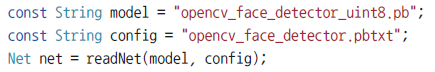 const String model = "opencv_face_detector_uint8.pb";
const String config = "opencv_face_detector.pbtxt";
Net net = readNet(model, config);